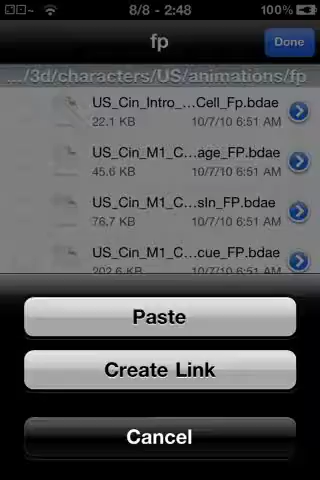 8/8 - 2:48
100%
fp
Done
.../3d/characters/US/animations/fp
US_Cin_Intro_...Cell_Fp.bdae
22.1 KB 10/7/10 6:51 AM
US_Cin_M1_C...age_FP.bdae
45.6 KB 10/7/10 6:51 AM
US_Cin_M1_C...sln_FP.bdae
76.7 KB 10/7/10 6:51 AM
US_Cin_M1_C...cue_FP.bdae
202.6 KB 10/7/10 6:51 AM
Paste
Create Link
Cancel